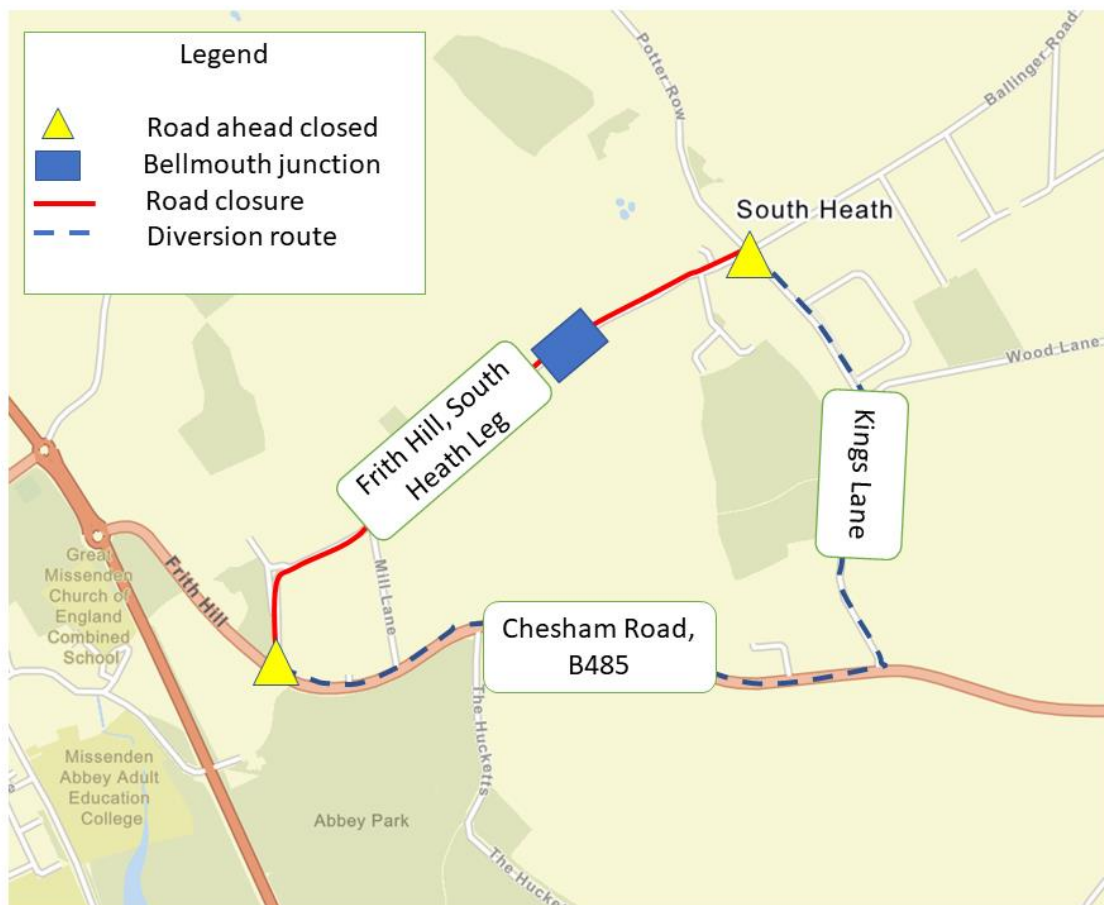 Legend
Road ahead closed
Bellmouth junction
Road closure
Diversion route
Potter Row
Ballinger Road
South Heath
Wood Lane
Frith Hill, South
Heath Leg
Kings Lane
Great
Missenden
Church of
England
Combined
School
Frith Hill
Mill Lane
Chesham Road,
B485
The Hucketts
Missenden
Abbey Adult
Education
College
Abbey Park
The Hucketts